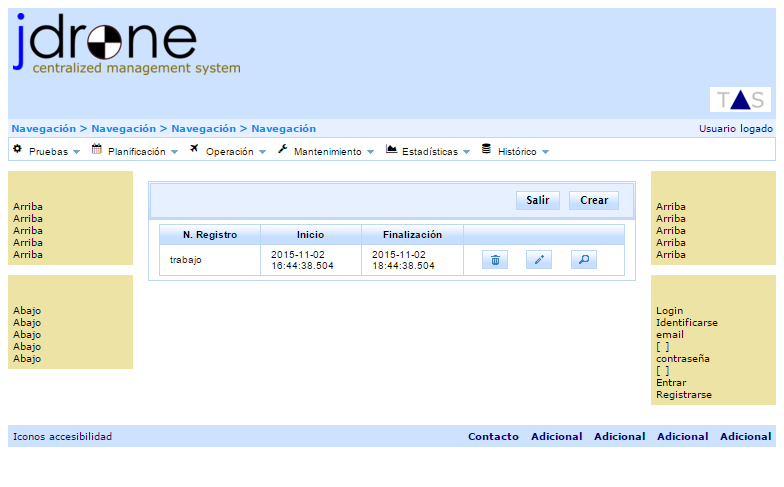 jdrone
centralized management system
TAS
Navegación > Navegación > Navegación > Navegación
Usuario logado
Pruebas Planificación Operación Mantenimiento Estadísticas Histórico
Arriba
Arriba
Arriba
Arriba
Arriba
Abajo
Abajo
Abajo
Abajo
Abajo
Salir Crear
N. Registro Inicio Finalización
trabajo
2015-11-02
16:44:38.504
2015-11-02
18:44:38.504
Arriba
Arriba
Arriba
Arriba
Arriba
Login
Identificarse
email
[ ]
contraseña
[ ]
Entrar
Registrarse
Iconos accesibilidad
Contacto Adicional Adicional Adicional Adicional